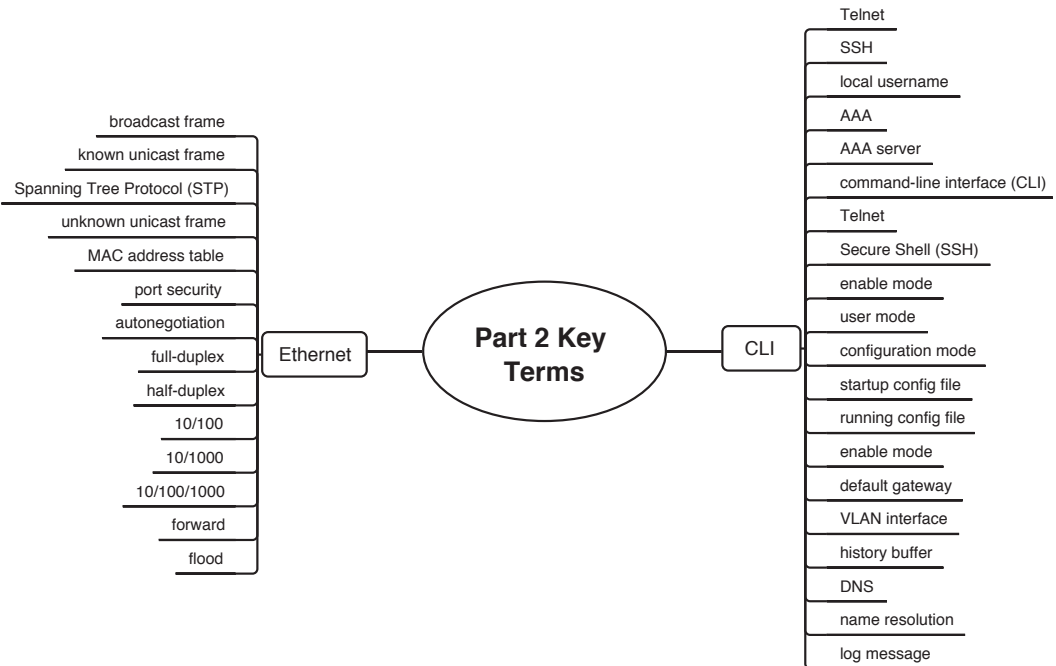 broadcast frame
known unicast frame
Spanning Tree Protocol (STP)
unknown unicast frame
MAC address table
port security
autonegotiation
full-duplex
half-duplex
10/100
10/1000
10/100/1000
forward
flood
Ethernet
Part 2 Key
Terms
CLI
Telnet
SSH
local username
AAA
AAA server
command-line interface (CLI)
Telnet
Secure Shell (SSH)
enable mode
user mode
configuration mode
startup config file
running config file
enable mode
default gateway
VLAN interface
history buffer
DNS
name resolution
log message